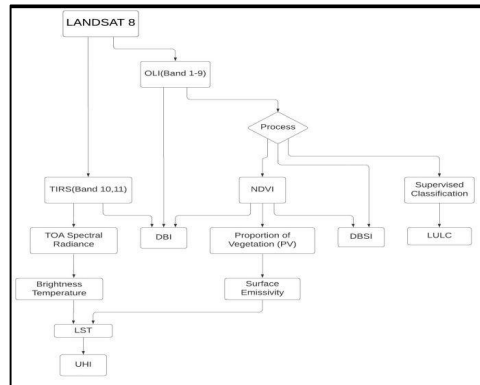 LANDSAT 8
OLI(Band 1-9)
Process
TIRS(Band 10,11)
NDVI
Supervised
Classification
TOA Spectral
Radiance
DBI
Proportion of
Vegetation (PV)
DBSI
LULC
Brightness
Temperature
Surface
Emissivity
LST
UHI